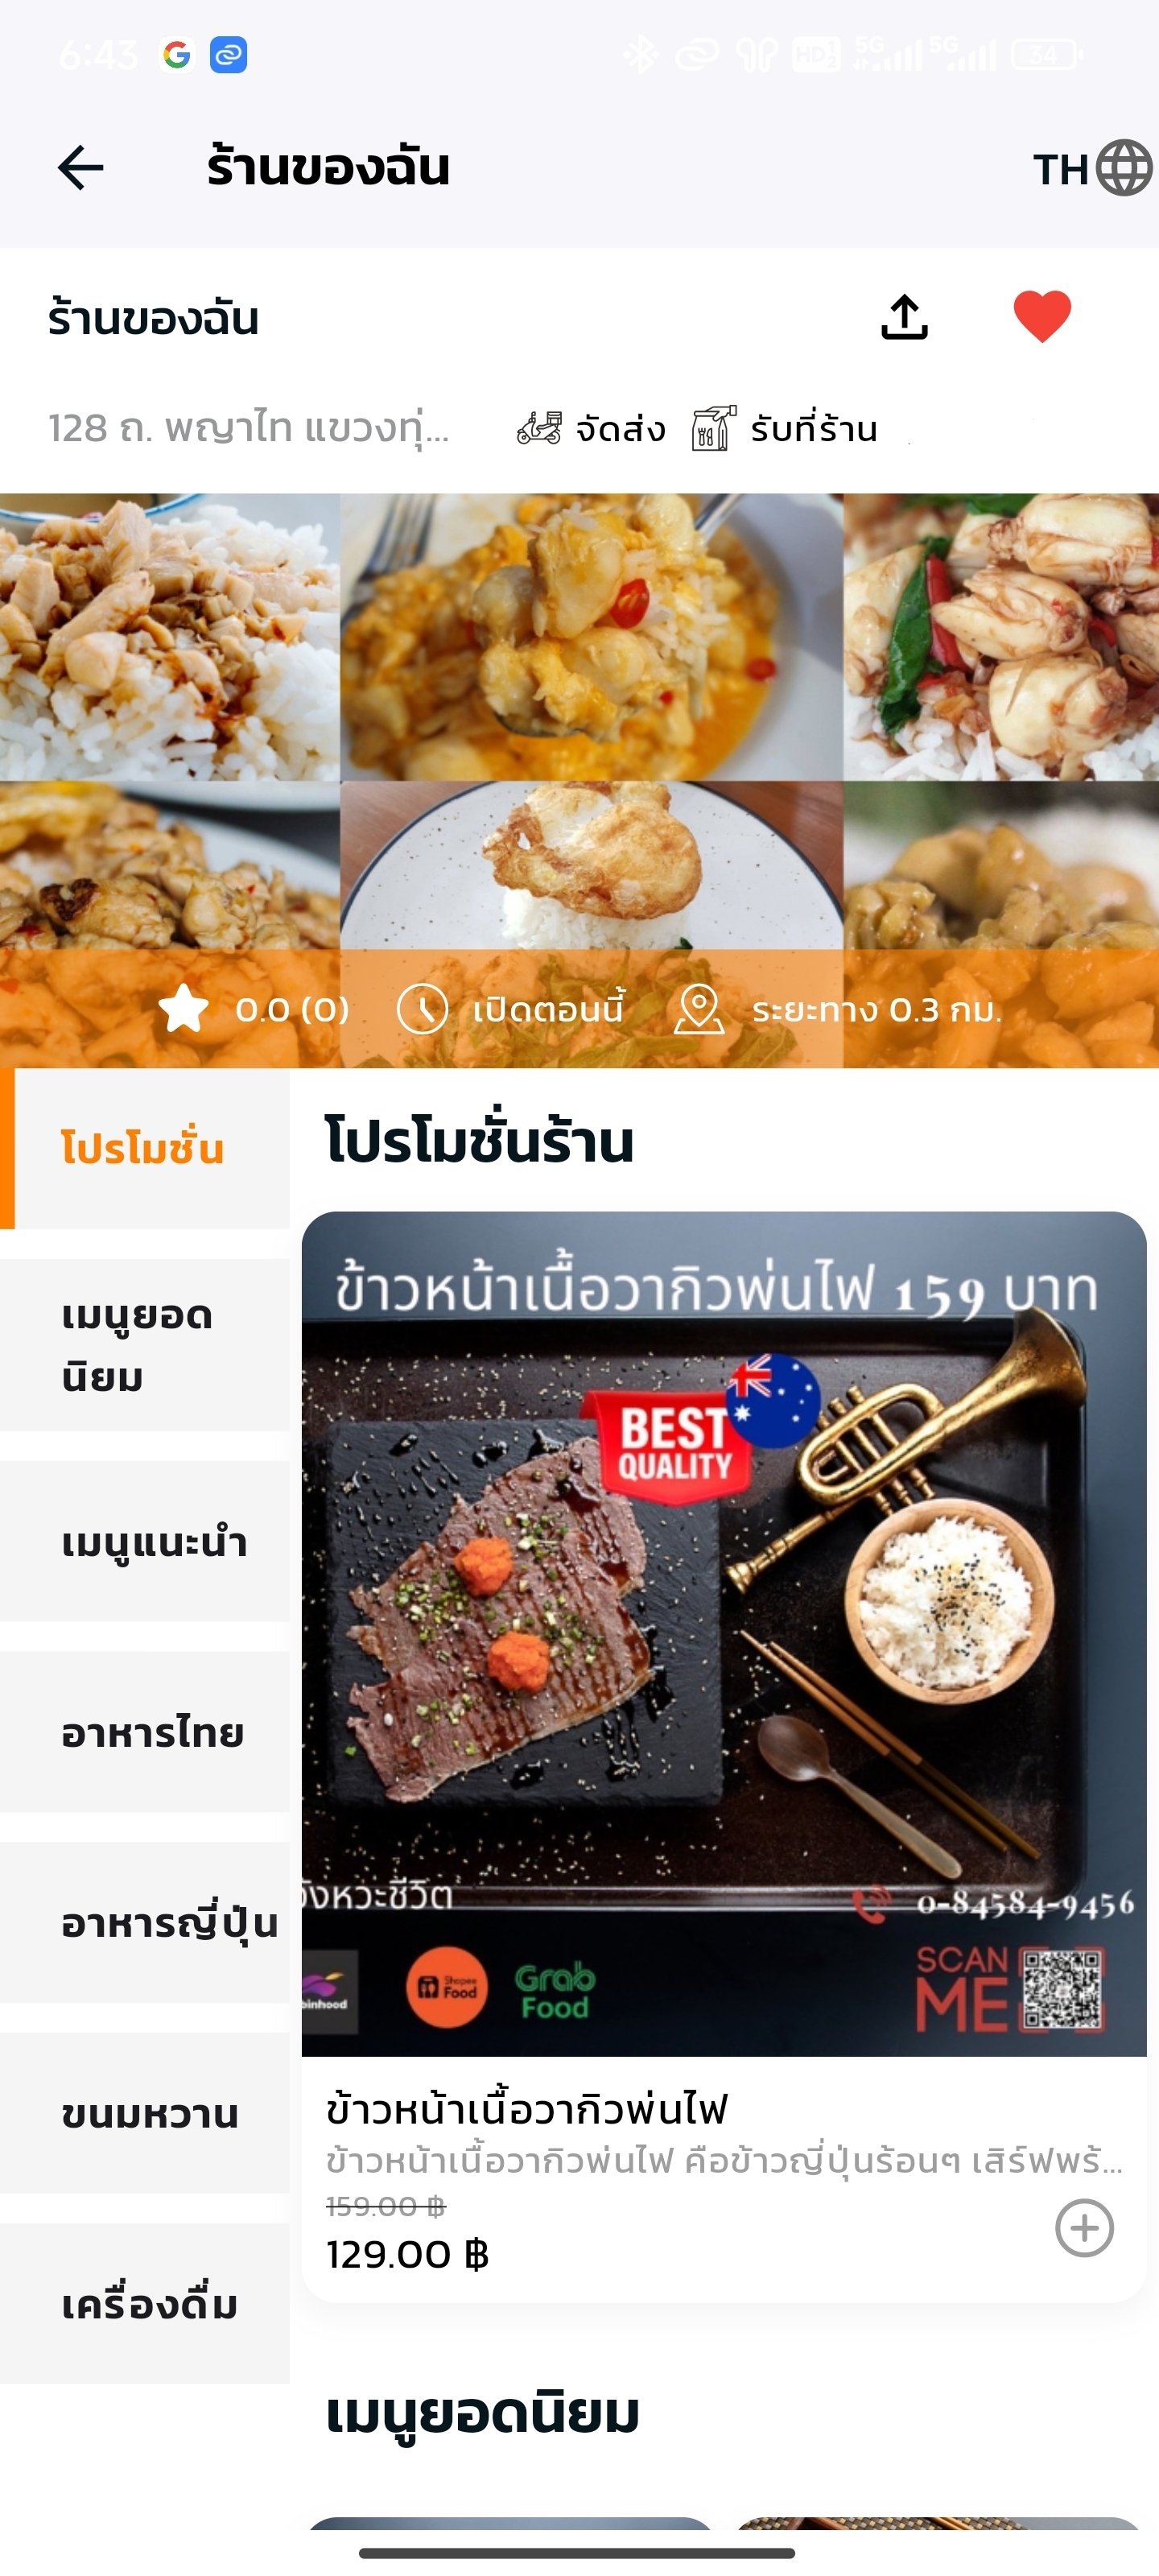 6:43
5G 5G 34
ร้านของฉัน
TH
ร้านของฉัน
128 ถ. พญาไท แขวงทุ่...
จัดส่ง
รับที่ร้าน
0.0 (0)
เปิดตอนนี้
ระยะทาง 0.3 กม.
โปรโมชั่น
เมนูยอด
นิยม
เมนูแนะนำ
อาหารไทย
อาหารญี่ปุ่น
ขนมหวาน
เครื่องดื่ม
โปรโมชั่นร้าน
ข้าวหน้าเนื้อวากิวพ่นไฟ 159 บาท
BEST
QUALITY
จังหวะชีวิต
0-84584-9456
binhood
Shopee
Food
Grab
Food
SCAN
ME
ข้าวหน้าเนื้อวากิวพ่นไฟ
ข้าวหน้าเนื้อวากิวพ่นไฟ คือข้าวญี่ปุ่นร้อนๆ เสิร์ฟพร้...
159.00 ฿
129.00 ฿
เมนูยอดนิยม